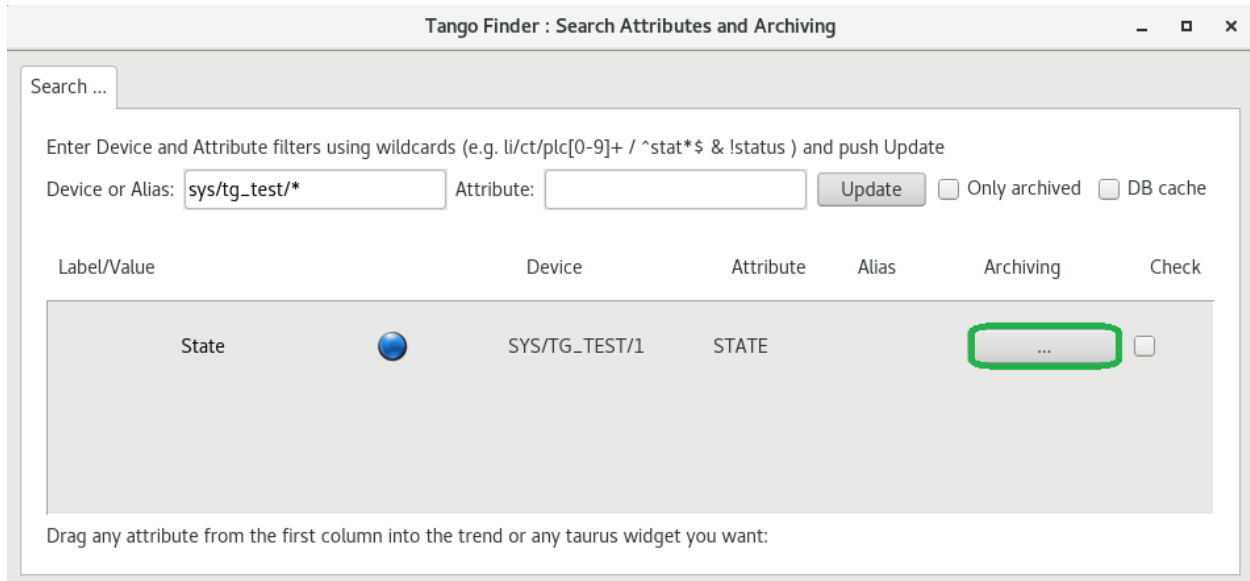 Tango Finder : Search Attributes and Archiving
Search ...
Enter Device and Attribute filters using wildcards (e.g. li/ct/plc[0-9]+ / ^stat*$ & !status ) and push Update
Device or Alias: sys/tg_test/* Attribute: Update Only archived DB cache
Label/Value Device Attribute Alias Archiving Check
State SYS/TG_TEST/1 STATE ...
Drag any attribute from the first column into the trend or any taurus widget you want: